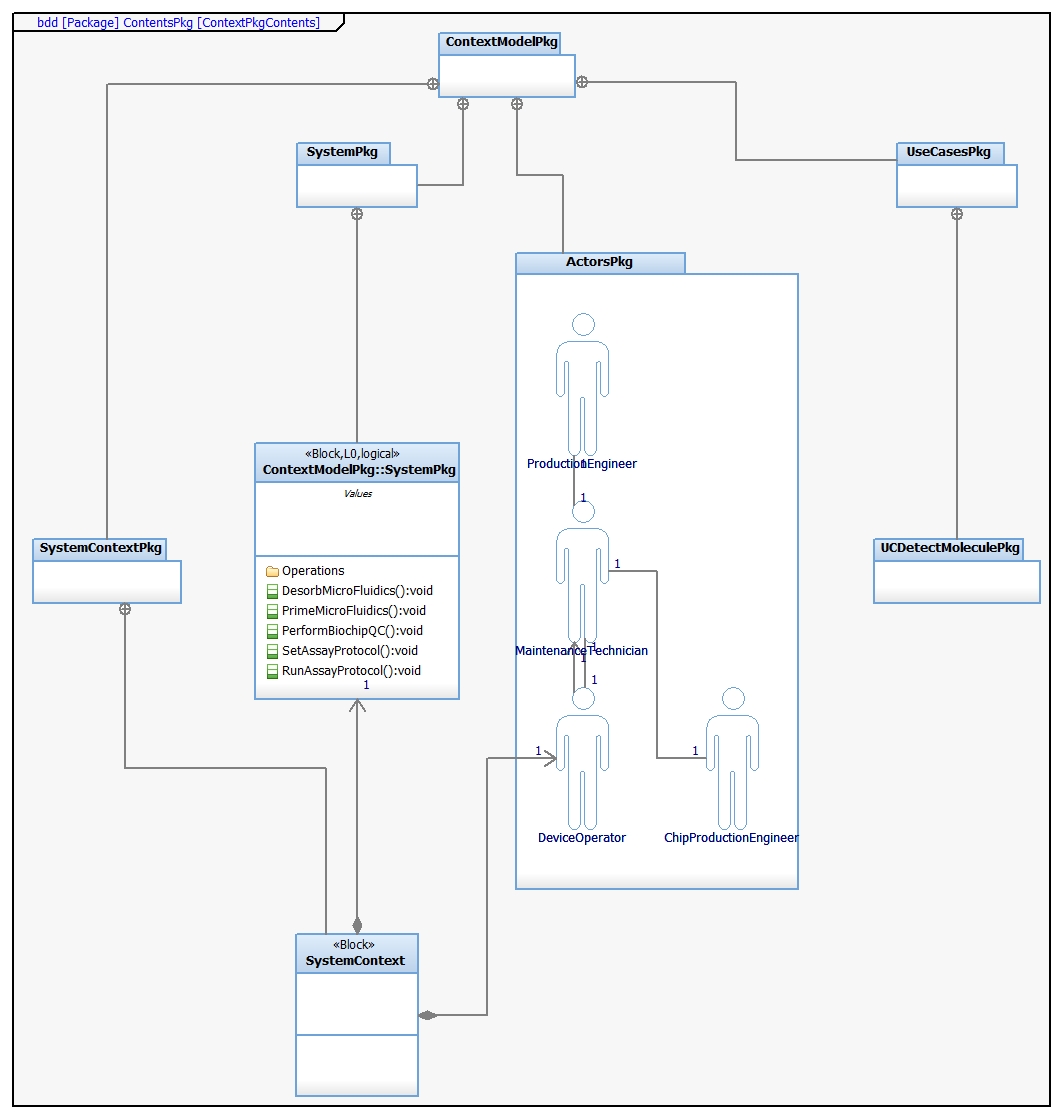 bdd [Package] ContentsPkg [ContextPkgContents]
ContextModelPkg
SystemPkg
UseCasesPkg
ActorsPkg
ProductionEngineer
1
1
«Block,L0,logical»
ContextModelPkg::SystemPkg
Values
Operations
DesorbMicroFluidics():void
PrimeMicroFluidics():void
PerformBiochipQC():void
SetAssayProtocol():void
RunAssayProtocol():void
1
SystemContextPkg
UCDetectMoleculePkg
1
MaintenanceTechnician
1
1
1
1
1
DeviceOperator
ChipProductionEngineer
«Block»
SystemContext